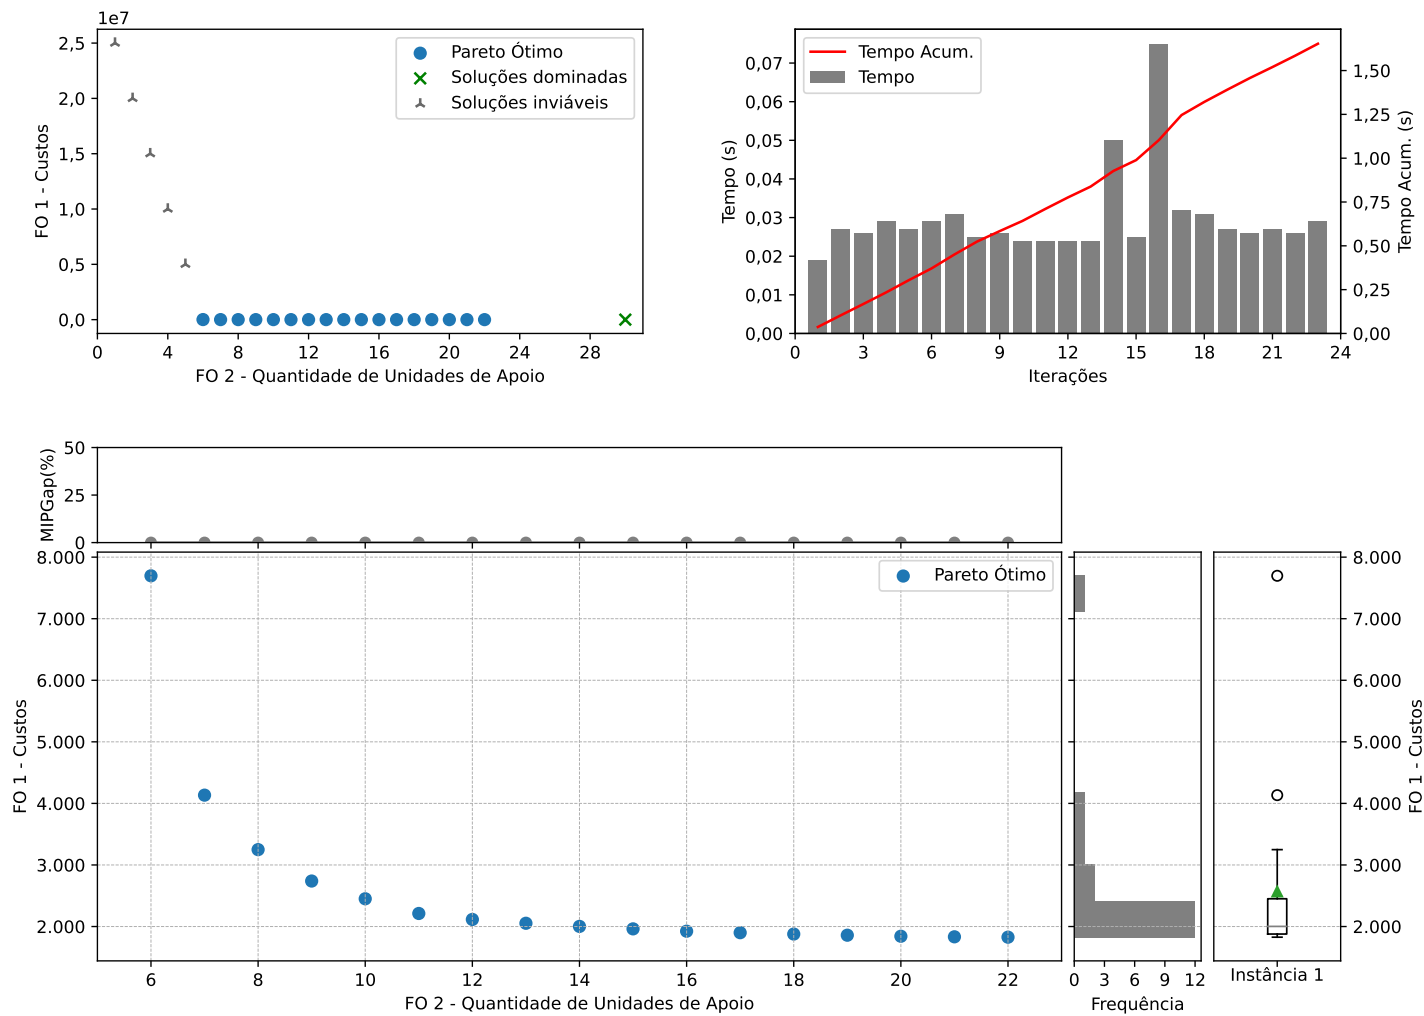 1e7
2,5
2,0
1,5
1,0
0,5
0,0
FO 1 - Custos
Pareto Ótimo
Soluções dominadas
Soluções inviáveis
0 4 8 12 16 20 24 28
FO 2 - Quantidade de Unidades de Apoio
Tempo Acum.
Tempo
0,07
0,06
0,05
0,04
0,03
0,02
0,01
0,00
Tempo (s)
1,50
1,25
1,00
0,75
0,50
0,25
0,00
Tempo Acum. (s)
0 3 6 9 12 15 18 21 24
Iterações
50
25
0
MIPGap(%)
8.000
7.000
6.000
5.000
4.000
3.000
2.000
FO 1 - Custos
Pareto Ótimo
6 8 10 12 14 16 18 20 22
FO 2 - Quantidade de Unidades de Apoio
0 3 6 9 12
Frequência
Instância 1
8.000
7.000
6.000
5.000
4.000
3.000
2.000
FO 1 - Custos